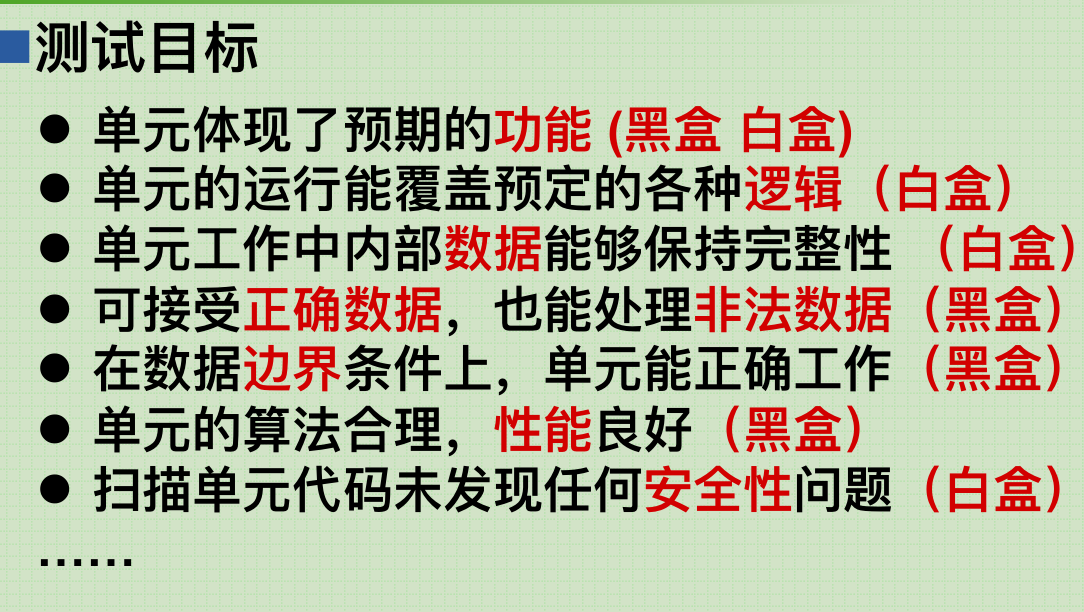 测试目标
● 单元体现了预期的功能 (黑盒 白盒)
● 单元的运行能覆盖预定的各种逻辑（白盒）
● 单元工作中内部数据能够保持完整性 （白盒）
● 可接受正确数据，也能处理非法数据（黑盒）
● 在数据边界条件上，单元能正确工作（黑盒）
● 单元的算法合理，性能良好（黑盒）
● 扫描单元代码未发现任何安全性问题（白盒）
……